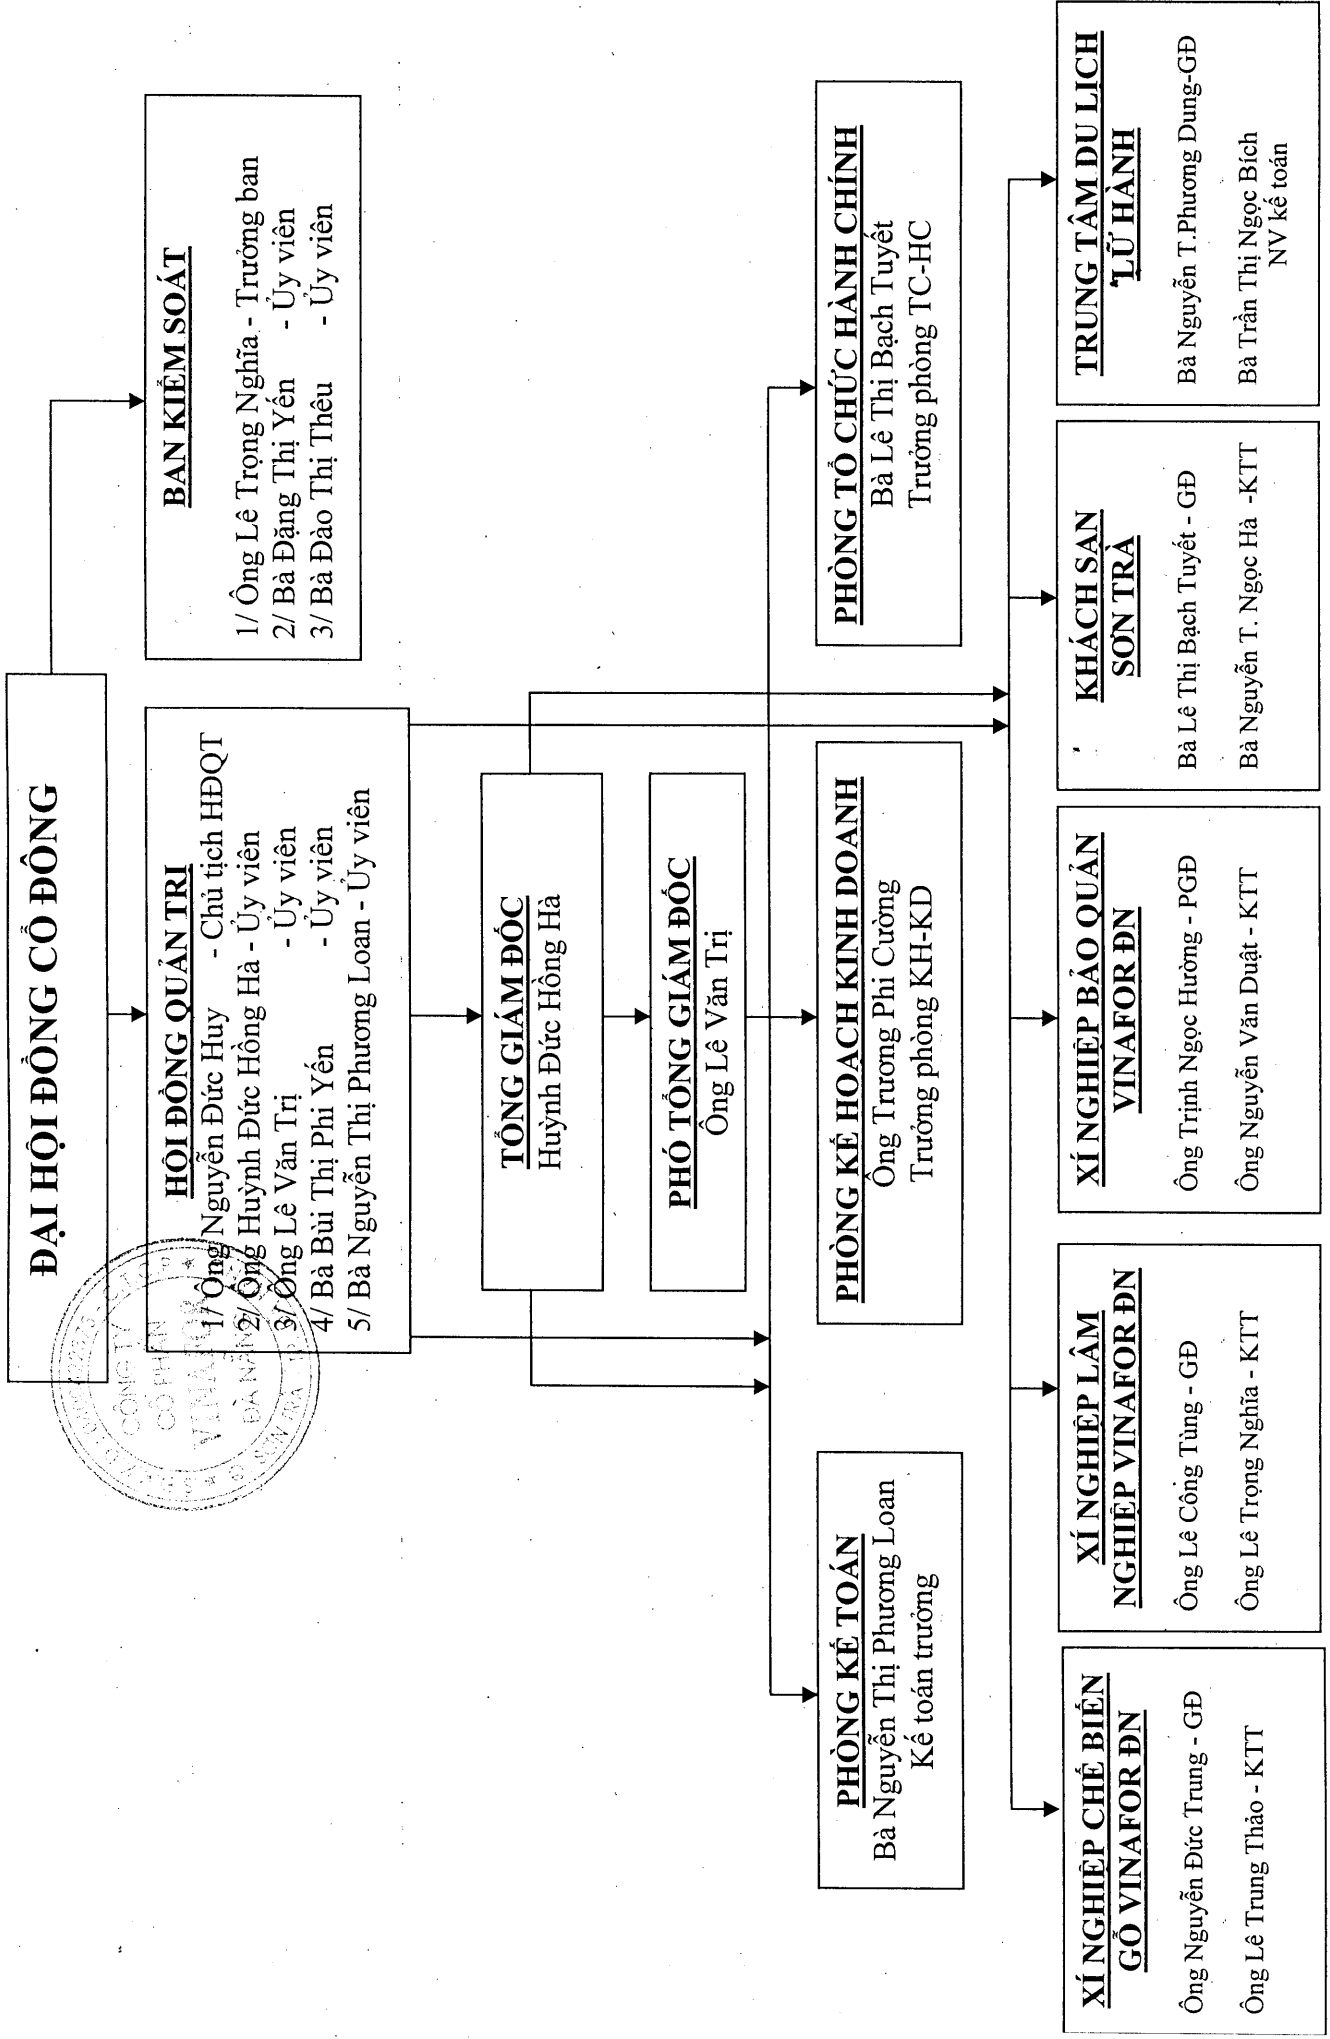 ĐẠI HỘI ĐỒNG CỔ ĐÔNG
HỘI ĐỒNG QUẢN TRỊ
1/ Ông Nguyễn Đức Huy - Chủ tịch HĐQT
2/ Ông Huỳnh Đức Hồng Hà - Ủy viên
3/ Ông Lê Văn Trị - Ủy viên
4/ Bà Bùi Thị Phi Yến - Ủy viên
5/ Bà Nguyễn Thị Phương Loan - Ủy viên
BAN KIỂM SOÁT
1/ Ông Lê Trọng Nghĩa - Trưởng ban
2/ Bà Đặng Thị Yến - Ủy viên
3/ Bà Đào Thị Thêu - Ủy viên
CÔNG TY
CỔ PHẦN
VINAFOR
ĐÀ NẴNG
TỔNG GIÁM ĐỐC
Huỳnh Đức Hồng Hà
PHÓ TỔNG GIÁM ĐỐC
Ông Lê Văn Trị
PHÒNG KẾ TOÁN
Bà Nguyễn Thị Phương Loan
Kế toán trưởng
PHÒNG KẾ HOẠCH KINH DOANH
Ông Trương Phi Cường
Trưởng phòng KH-KD
PHÒNG TỔ CHỨC HÀNH CHÍNH
Bà Lê Thị Bạch Tuyết
Trưởng phòng TC-HC
XÍ NGHIỆP CHẾ BIẾN
GỖ VINAFOR ĐN
Ông Nguyễn Đức Trung - GĐ
Ông Lê Trung Thảo - KTT
XÍ NGHIỆP LÂM
NGHIỆP VINAFOR ĐN
Ông Lê Công Tùng - GĐ
Ông Lê Trọng Nghĩa - KTT
XÍ NGHIỆP BẢO QUẢN
VINAFOR ĐN
Ông Trịnh Ngọc Hường - PGĐ
Ông Nguyễn Văn Duật - KTT
KHÁCH SẠN
SƠN TRÀ
Bà Lê Thị Bạch Tuyết - GĐ
Bà Nguyễn T. Ngọc Hà -KTT
TRUNG TÂM DU LỊCH
LỮ HÀNH
Bà Nguyễn T.Phương Dung-GĐ
Bà Trần Thị Ngọc Bích
NV kế toán